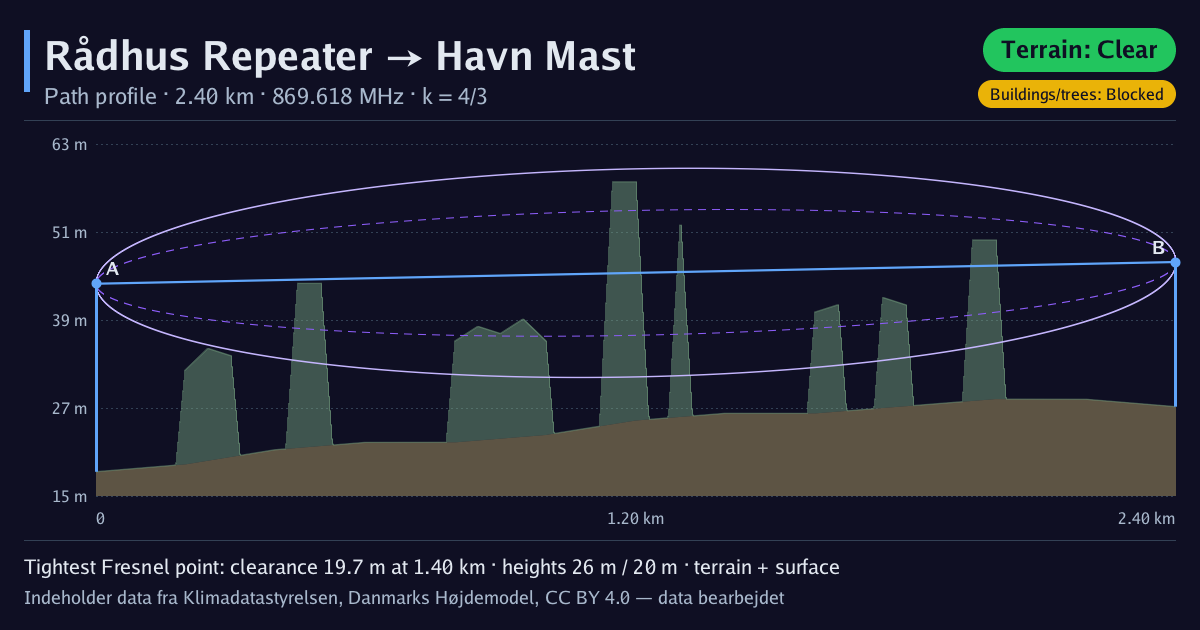 Rådhus Repeater → Havn Mast
Terrain: Clear
Path profile · 2.40 km · 869.618 MHz · k = 4/3
Buildings/trees: Blocked
63 m
51 m
39 m
27 m
15 m
A
B
0
1.20 km
2.40 km
Tightest Fresnel point: clearance 19.7 m at 1.40 km · heights 26 m / 20 m · terrain + surface
Indeholder data fra Klimadatastyrelsen, Danmarks Højdemodel, CC BY 4.0 — data bearbejdet